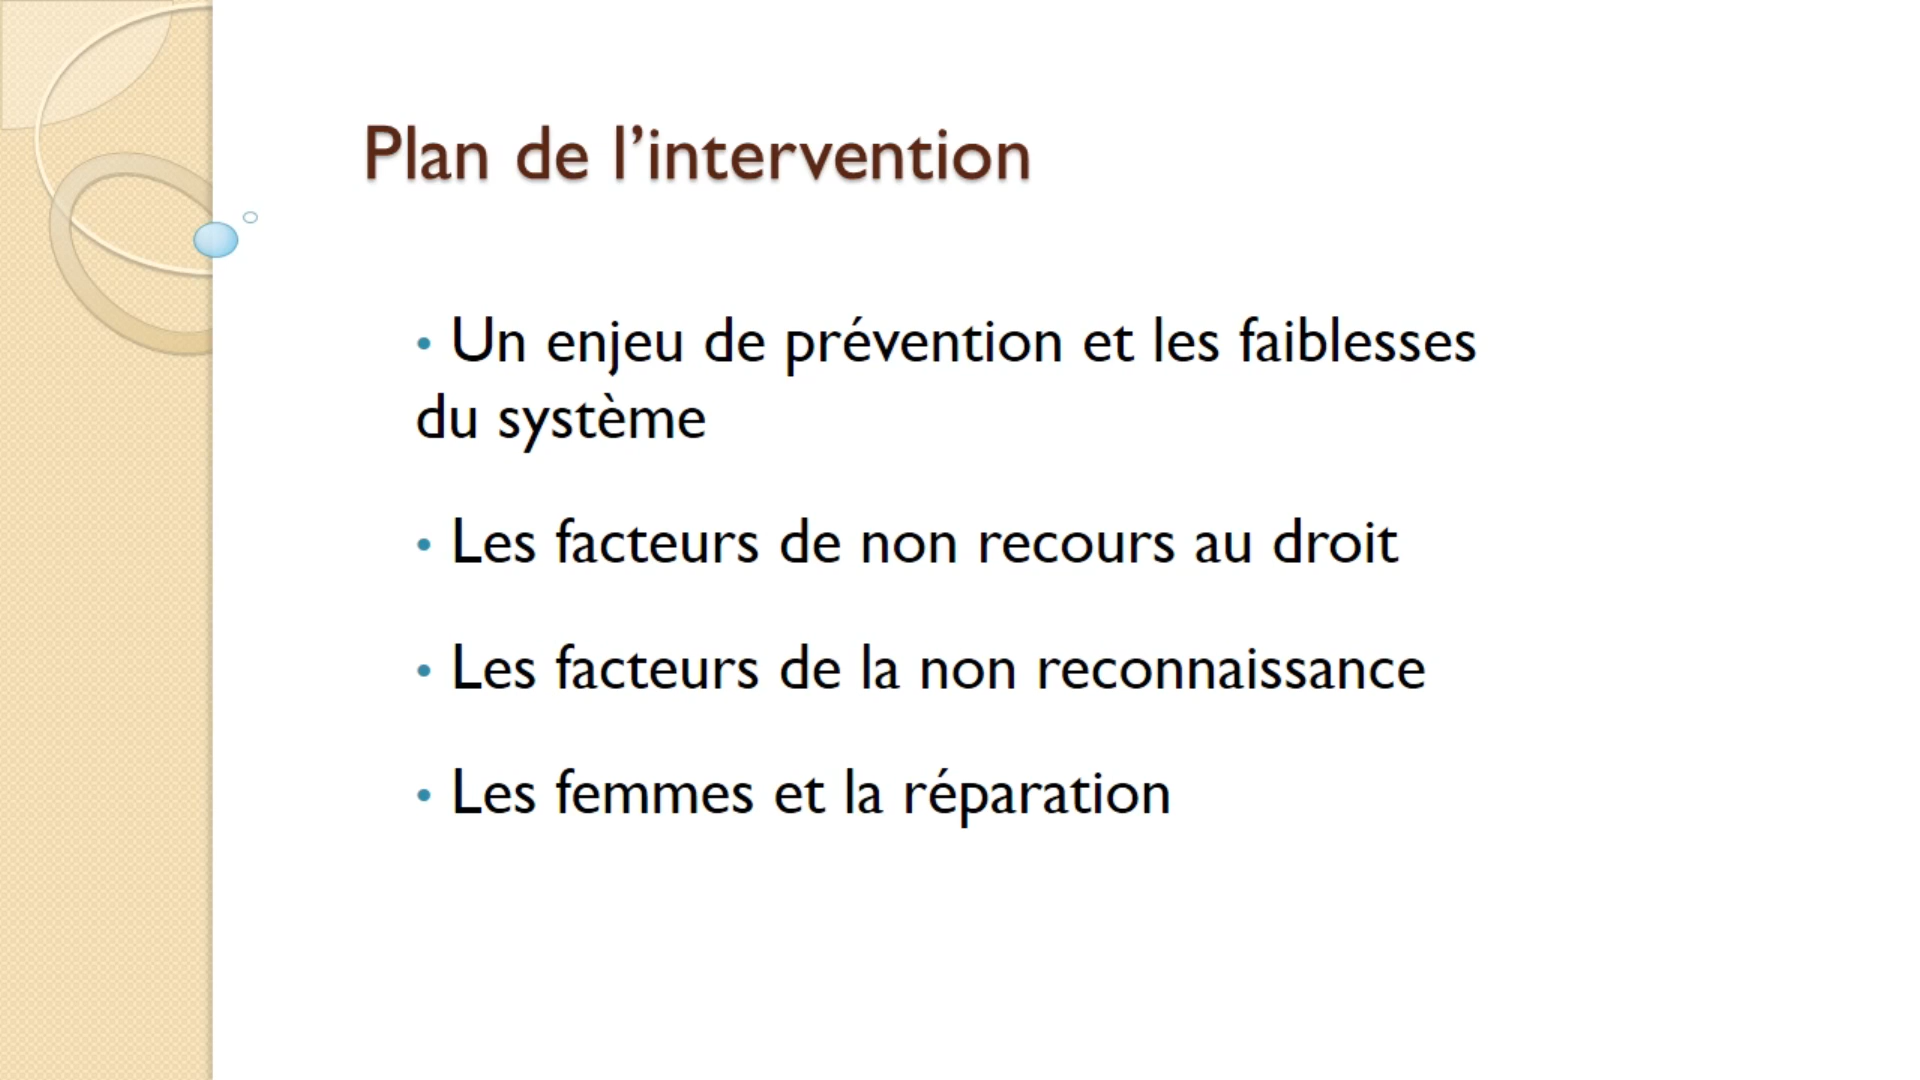 Plan de l’intervention
• Un enjeu de prévention et les faiblesses
du système
• Les facteurs de non recours au droit
• Les facteurs de la non reconnaissance
• Les femmes et la réparation